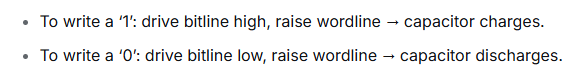 • To write a ‘1’: drive bitline high, raise wordline → capacitor charges.
• To write a ‘0’: drive bitline low, raise wordline → capacitor discharges.